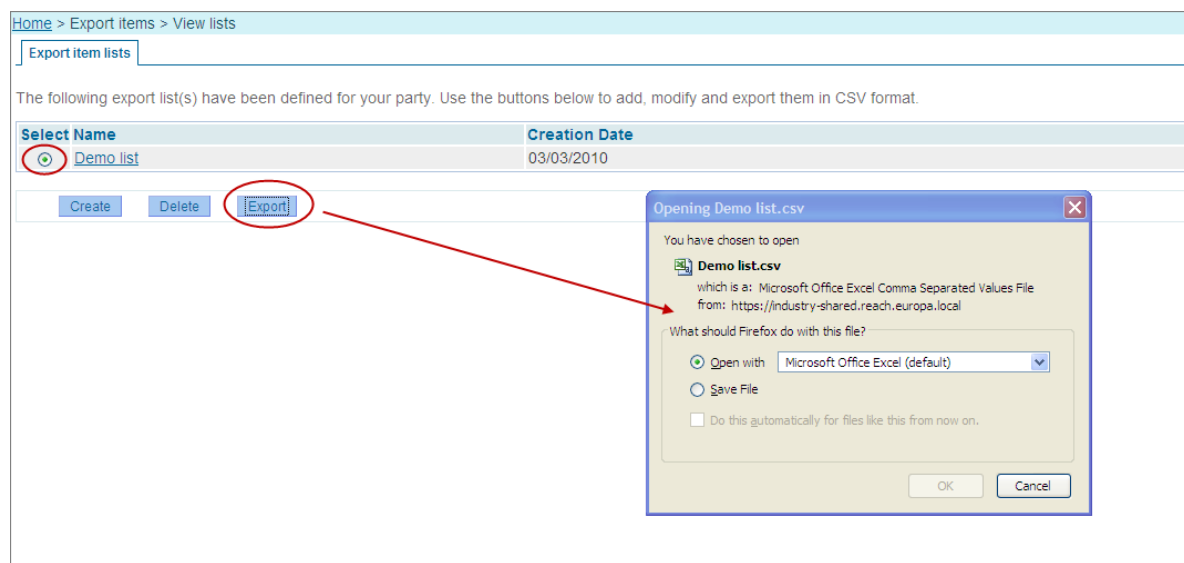 Home > Export items > View lists
Export item lists
The following export list(s) have been defined for your party. Use the buttons below to add, modify and export them in CSV format.
Select Name Creation Date
Demo list 03/03/2010
Create Delete Export
Opening Demo list.csv
You have chosen to open
Demo list.csv
which is a: Microsoft Office Excel Comma Separated Values File
from: https://industry-shared.reach.europa.local
What should Firefox do with this file?
Open with Microsoft Office Excel (default)
Save File
Do this automatically for files like this from now on.
OK Cancel